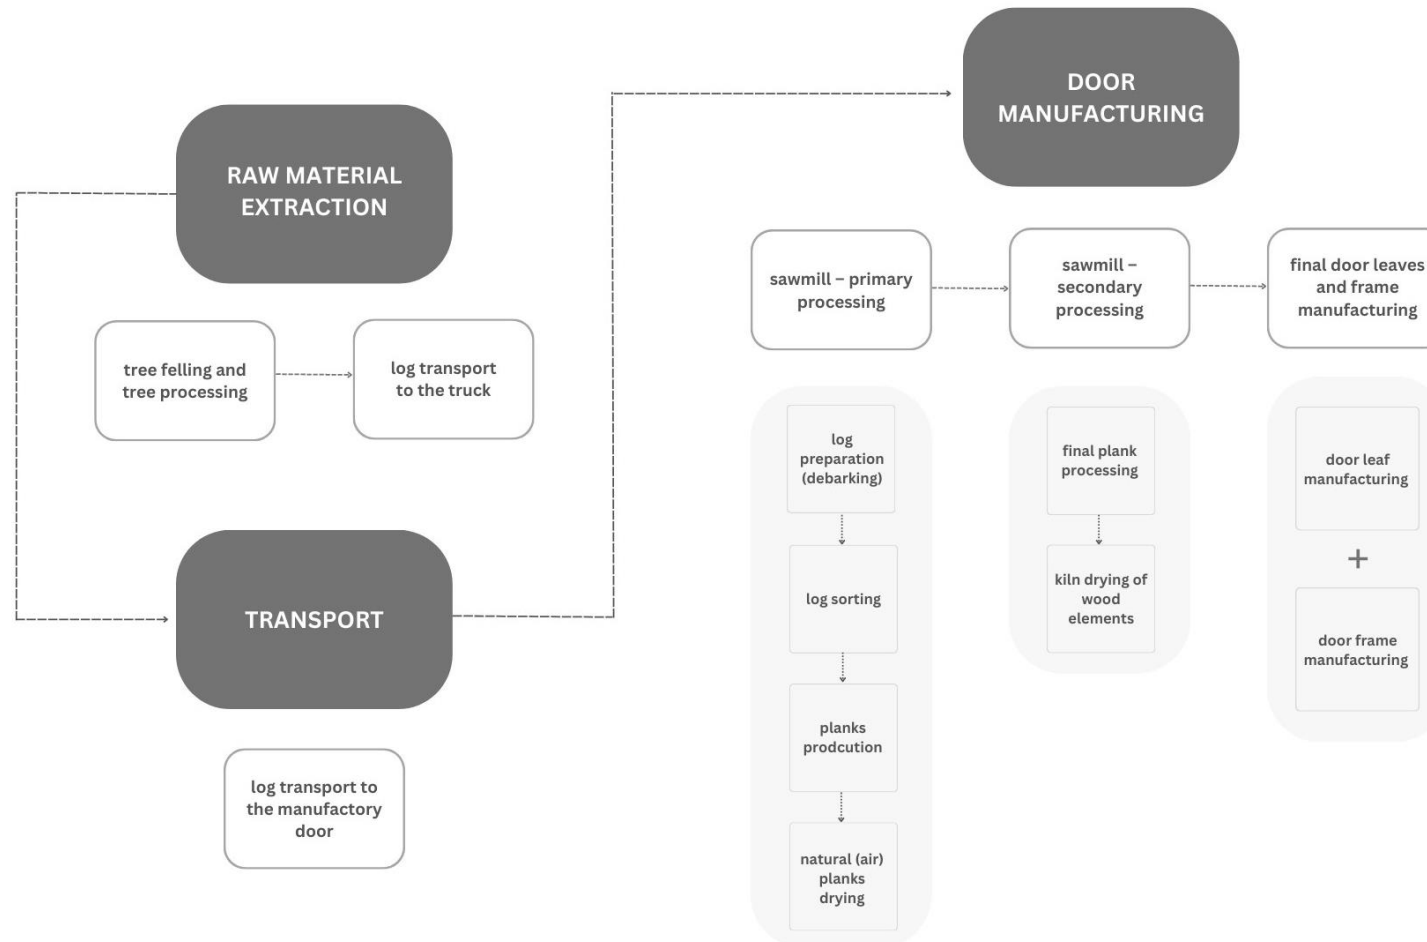 RAW MATERIAL
EXTRACTION
tree felling and
tree processing
log transport
to the truck
TRANSPORT
log transport to
the manufactory
door
DOOR
MANUFACTURING
sawmill – primary
processing
sawmill –
secondary
processing
final door leaves
and frame
manufacturing
log
preparation
(debarking)
log sorting
planks
prodcution
natural (air)
planks
drying
final plank
processing
kiln drying of
wood
elements
door leaf
manufacturing
+
door frame
manufacturing